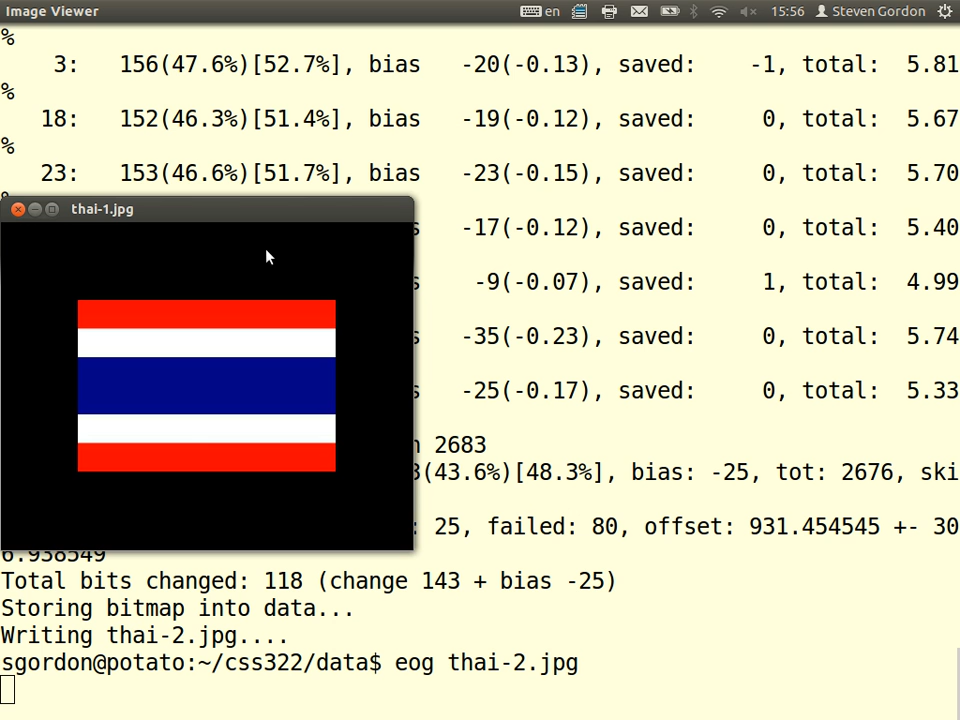 Image Viewer en 15:56 Steven Gordon
%
3: 156(47.6%)[52.7%], bias -20(-0.13), saved: -1, total: 5.81
%
18: 152(46.3%)[51.4%], bias -19(-0.12), saved: 0, total: 5.67
%
23: 153(46.6%)[51.7%], bias -23(-0.15), saved: 0, total: 5.70
thai-1.jpg
s -17(-0.12), saved: 0, total: 5.40
s -9(-0.07), saved: 1, total: 4.99
s -35(-0.23), saved: 0, total: 5.74
s -25(-0.17), saved: 0, total: 5.33
2683
(43.6%)[48.3%], bias: -25, tot: 2676, ski
: 25, failed: 80, offset: 931.454545 +- 30
6.938549
Total bits changed: 118 (change 143 + bias -25)
Storing bitmap into data...
Writing thai-2.jpg....
sgordon@potato:~/css322/data$ eog thai-2.jpg